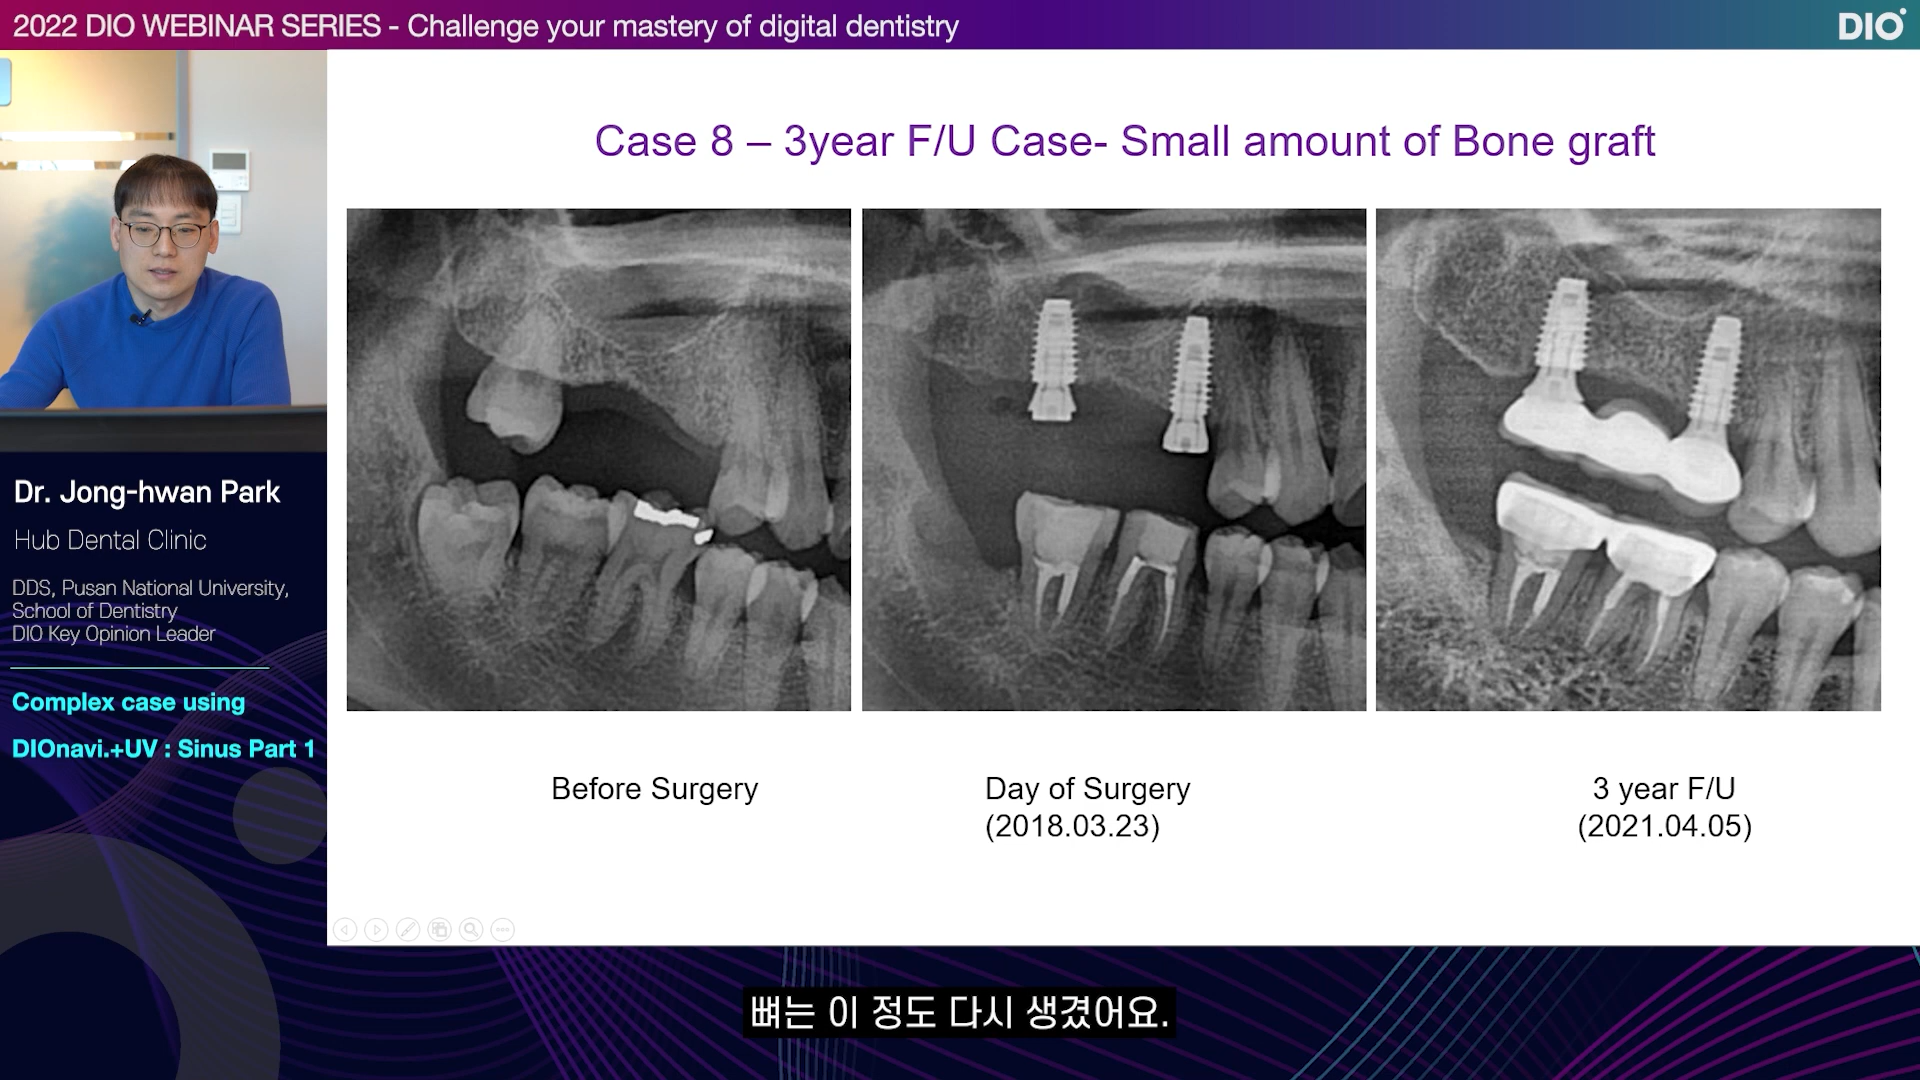 2022 DIO WEBINAR SERIES - Challenge your mastery of digital dentistry
DIO
Case 8 – 3year F/U Case- Small amount of Bone graft
Before Surgery
Day of Surgery
(2018.03.23)
3 year F/U
(2021.04.05)
Dr. Jong-hwan Park
Hub Dental Clinic
DDS, Pusan National University,
School of Dentistry
DIO Key Opinion Leader
Complex case using
DIOnavi.+UV : Sinus Part 1
뼈는 이 정도 다시 생겼어요.